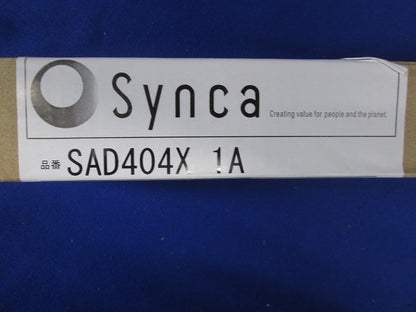 Synca
Creating value for people and the planet.
品番 SAD404X 1A